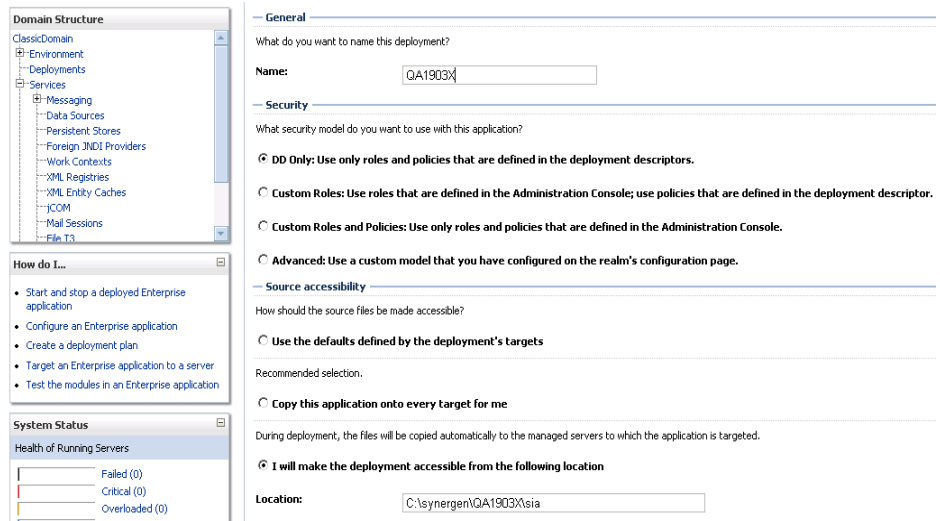 Domain Structure
ClassicDomain
Environment
Deployments
Services
Messaging
Data Sources
Persistent Stores
Foreign JNDI Providers
Work Contexts
XML Registries
XML Entity Caches
jCOM
Mail Sessions
File T3
How do I...
Start and stop a deployed Enterprise
application
Configure an Enterprise application
Create a deployment plan
Target an Enterprise application to a server
Test the modules in an Enterprise application
System Status
Health of Running Servers
Failed (0)
Critical (0)
Overloaded (0)
General
What do you want to name this deployment?
Name:
QA1903X
Security
What security model do you want to use with this application?
DD Only: Use only roles and policies that are defined in the deployment descriptors.
Custom Roles: Use roles that are defined in the Administration Console; use policies that are defined in the deployment descriptor.
Custom Roles and Policies: Use only roles and policies that are defined in the Administration Console.
Advanced: Use a custom model that you have configured on the realm's configuration page.
Source accessibility
How should the source files be made accessible?
Use the defaults defined by the deployment's targets
Recommended selection.
Copy this application onto every target for me
During deployment, the files will be copied automatically to the managed servers to which the application is targeted.
I will make the deployment accessible from the following location
Location:
C:\synergen\QA1903X\sia